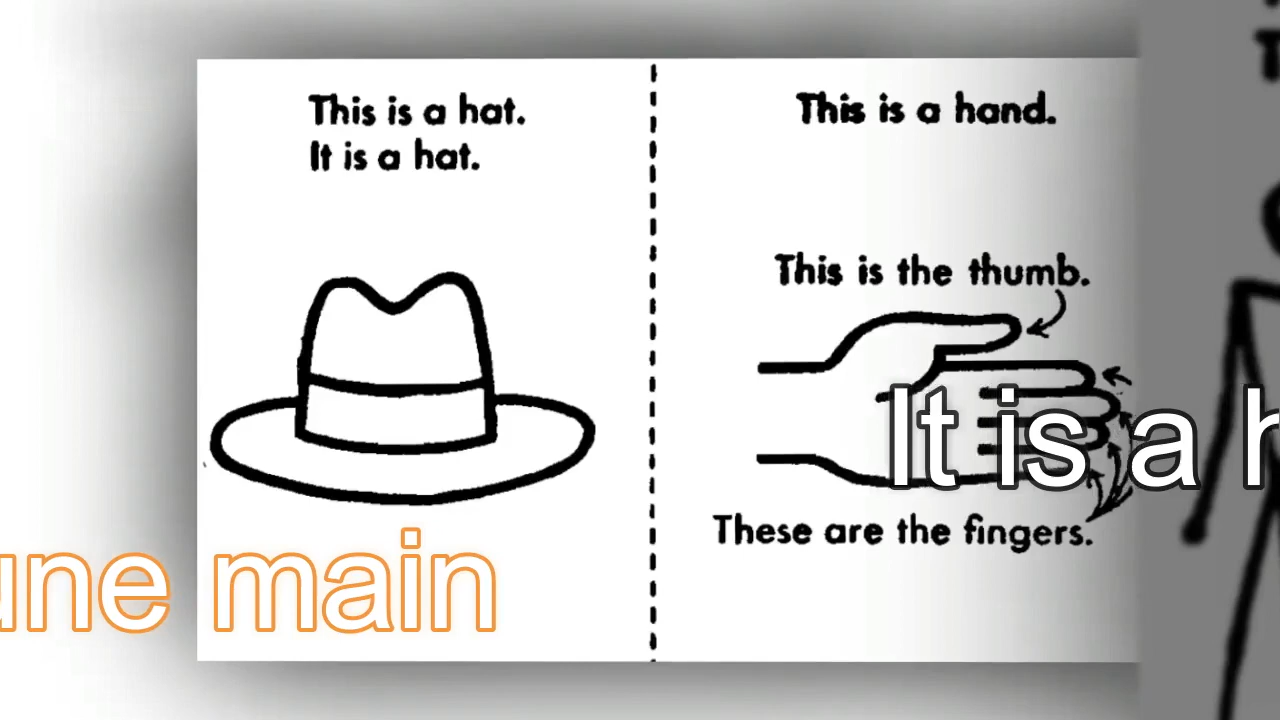 This is a hat.
It is a hat.
This is a hand.
This is the thumb.
It is a
These are the fingers.
une main